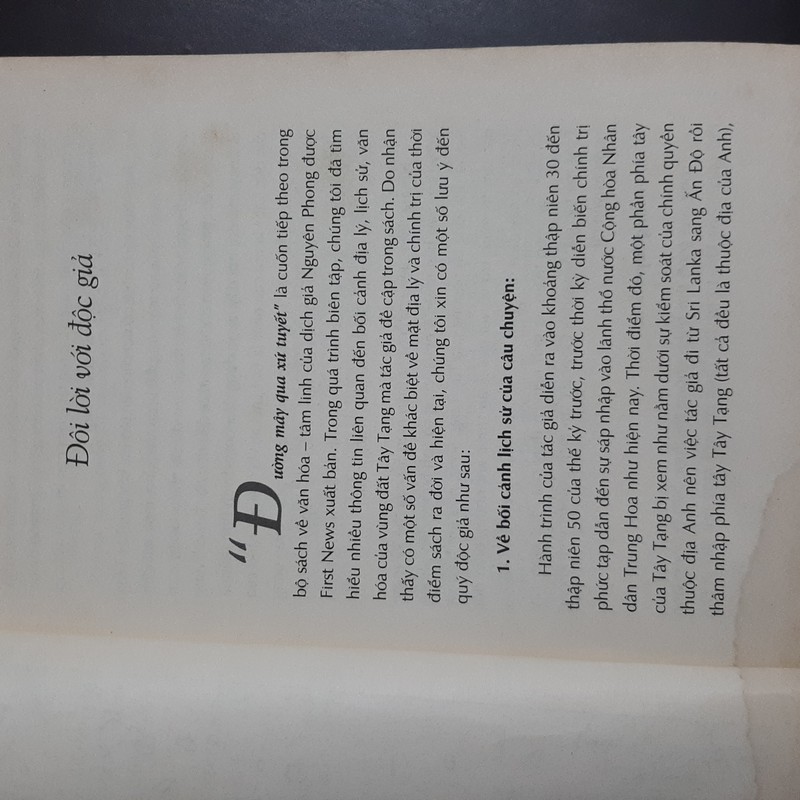 Đôi lời với độc giả
“Đường mây qua xứ tuyết” là cuốn tiếp theo trong
bộ sách về văn hóa – tâm linh của dịch giả Nguyên Phong được
First News xuất bản. Trong quá trình biên tập, chúng tôi đã tìm
hiểu nhiều thông tin liên quan đến bối cảnh địa lý, lịch sử, văn
hóa của vùng đất Tây Tạng mà tác giả đề cập trong sách. Do nhận
thấy có một số vấn đề khác biệt về mặt địa lý và chính trị của thời
điểm sách ra đời và hiện tại, chúng tôi xin có một số lưu ý đến
quý độc giả như sau:
1. Về bối cảnh lịch sử của câu chuyện:
Hành trình của tác giả diễn ra vào khoảng thập niên 30 đến
thập niên 50 của thế kỷ trước, trước thời kỳ diễn biến chính trị
phức tạp dẫn đến sự sáp nhập vào lãnh thổ nước Cộng hòa Nhân
dân Trung Hoa như hiện nay. Thời điểm đó, một phần phía tây
của Tây Tạng bị xem như nằm dưới sự kiểm soát của chính quyền
thuộc địa Anh nên việc tác giả đi từ Sri Lanka sang Ấn Độ rồi
thâm nhập phía tây Tây Tạng (tất cả đều là thuộc địa của Anh),